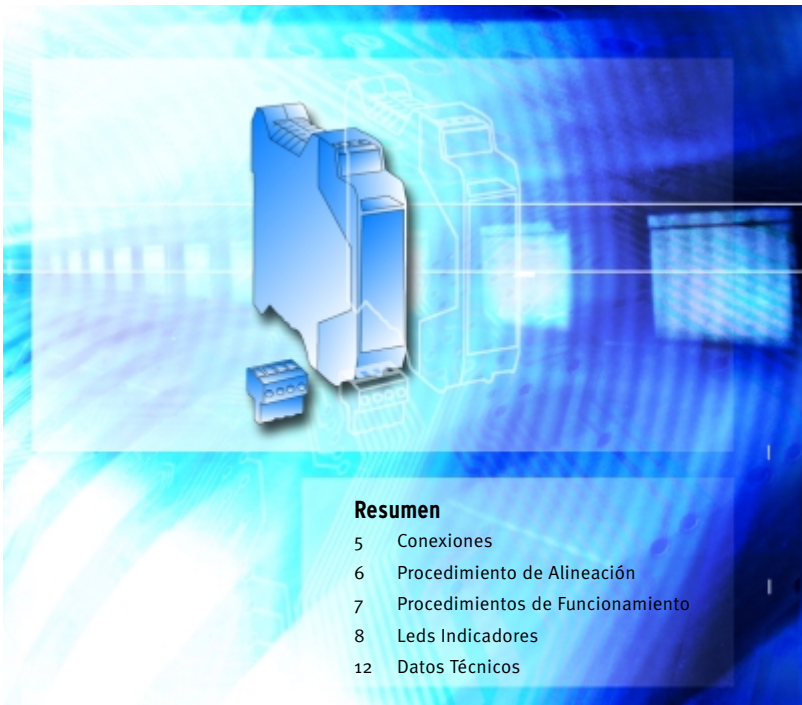 Resumen
5 Conexiones
6 Procedimiento de Alineación
7 Procedimientos de Funcionamiento
8 Leds Indicadores
12 Datos Técnicos